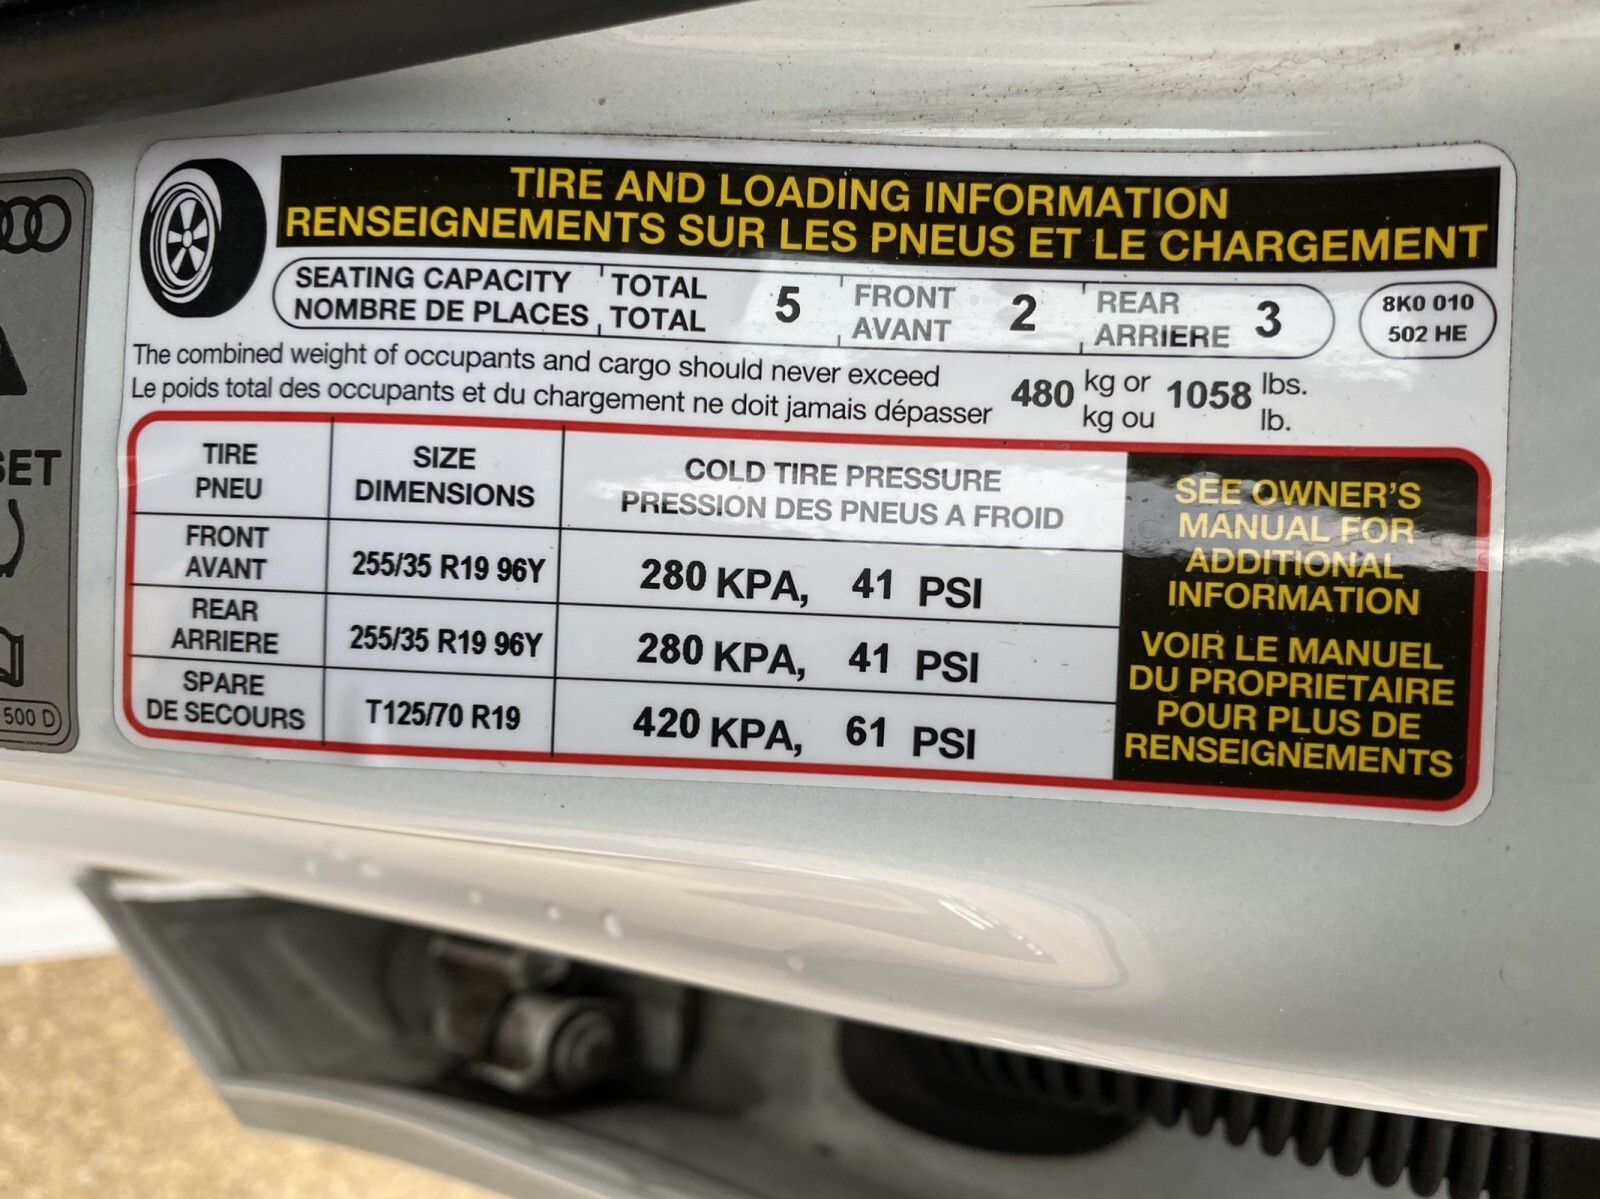 TIRE AND LOADING INFORMATION
RENSEIGNEMENTS SUR LES PNEUS ET LE CHARGEMENT
SEATING CAPACITY TOTAL 5 FRONT 2 REAR 3
NOMBRE DE PLACES TOTAL AVANT ARRIERE
8K0 010
502 HE
The combined weight of occupants and cargo should never exceed 480 kg or 1058 lbs.
Le poids total des occupants et du chargement ne doit jamais dépasser kg ou lb.
TIRE SIZE COLD TIRE PRESSURE
PNEU DIMENSIONS PRESSION DES PNEUS A FROID
FRONT
AVANT 255/35 R19 96Y 280 KPA, 41 PSI
REAR
ARRIERE 255/35 R19 96Y 280 KPA, 41 PSI
SPARE
DE SECOURS T125/70 R19 420 KPA, 61 PSI
SEE OWNER'S
MANUAL FOR
ADDITIONAL
INFORMATION
VOIR LE MANUEL
DU PROPRIETAIRE
POUR PLUS DE
RENSEIGNEMENTS
SET
500 D